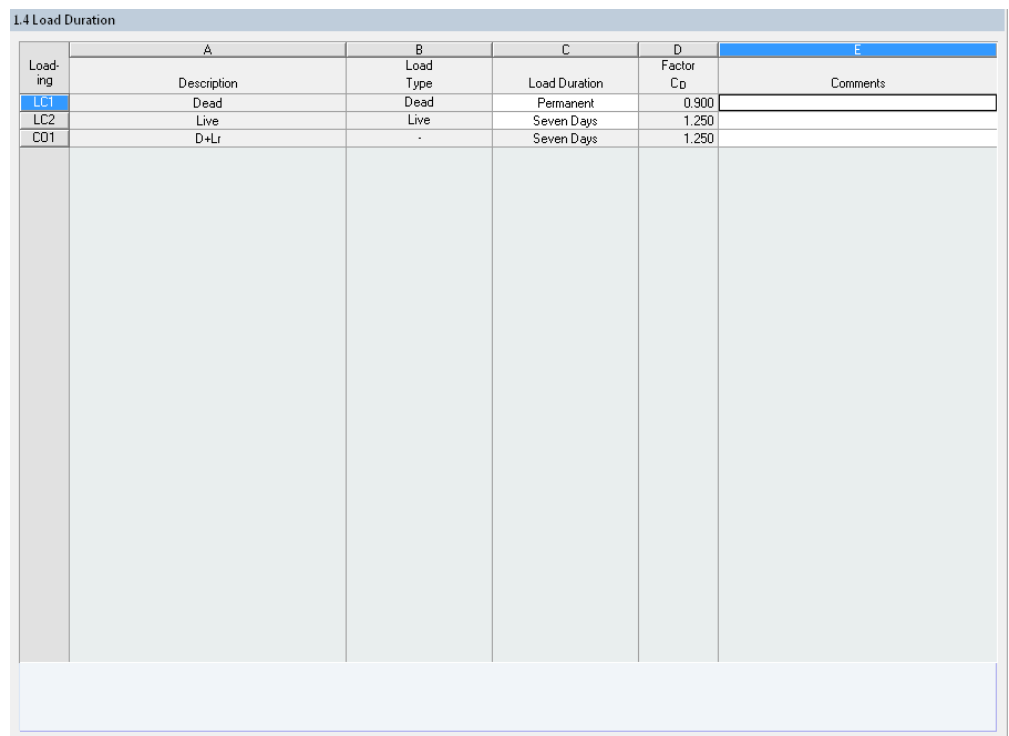 1.4 Load Duration
A B C D E
Load-
ing
Description
Load
Type
Load Duration
Factor
CD
Comments
LC1 Dead Dead Permanent 0.900
LC2 Live Live Seven Days 1.250
CO1 D+Lr - Seven Days 1.250